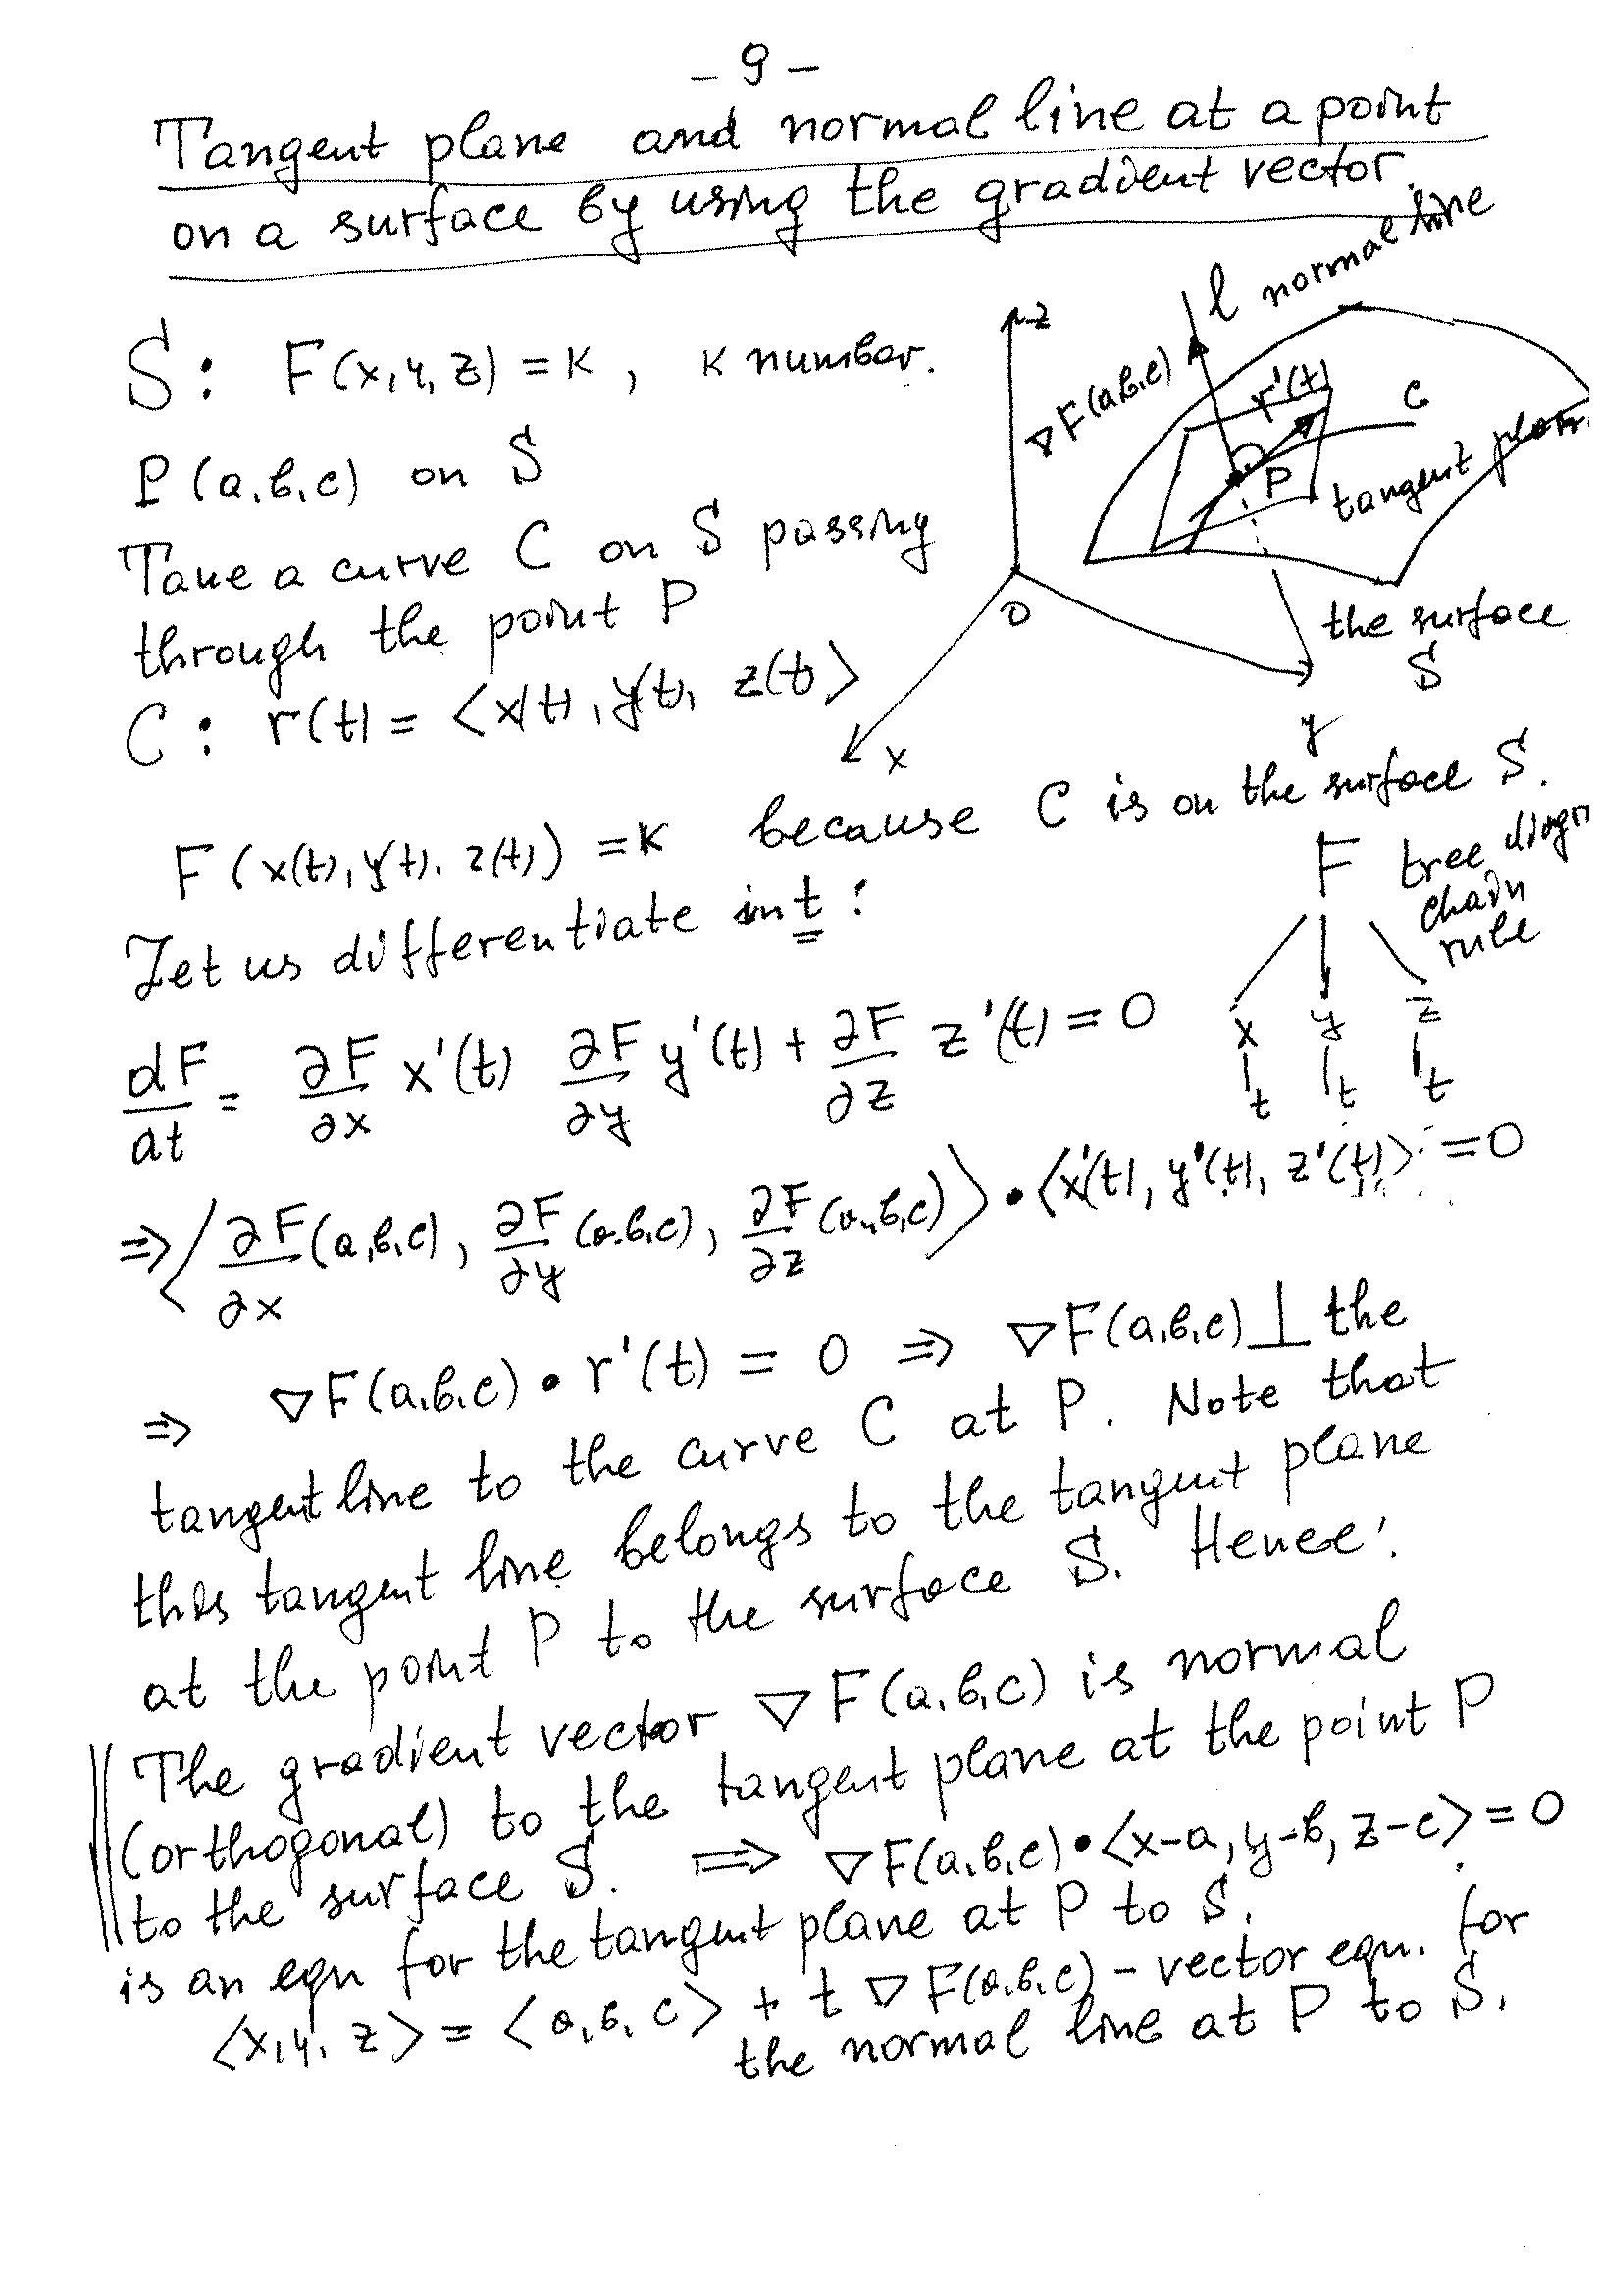 - 9 -
Tangent plane and normal line at a point
on a surface by using the gradient vector.
l normal line
z
S: F(x,y,z) = K, K number.
∇F(a,b,c)
r'(t)
C
P
tangent plan
P(a,b,c) on S
Take a curve C on S passing
through the point P
O
the surface
S
C: r(t) = <x(t), y(t), z(t)>
x
y
F(x(t), y(t), z(t)) = K because C is on the surface S.
F tree diagr
chain
rule
x y z
t t t
Let us differentiate in t:
dF/dt = ∂F/∂x x'(t) ∂F/∂y y'(t) + ∂F/∂z z'(t) = 0
⇒ <∂F/∂x (a,b,c), ∂F/∂y (a,b,c), ∂F/∂z (a,b,c)> • <x'(t), y'(t), z'(t)> = 0
⇒ ∇F(a,b,c) • r'(t) = 0 ⇒ ∇F(a,b,c) ⊥ the
tangent line to the curve C at P. Note that
this tangent line belongs to the tangent plane
at the point P to the surface S. Hence:
The gradient vector ∇F(a,b,c) is normal
(orthogonal) to the tangent plane at the point P
to the surface S. ⇒ ∇F(a,b,c) • <x-a, y-b, z-c> = 0
is an eqn for the tangent plane at P to S.
<x,y,z> = <a,b,c> + t ∇F(a,b,c) - vector eqn. for
the normal line at P to S.